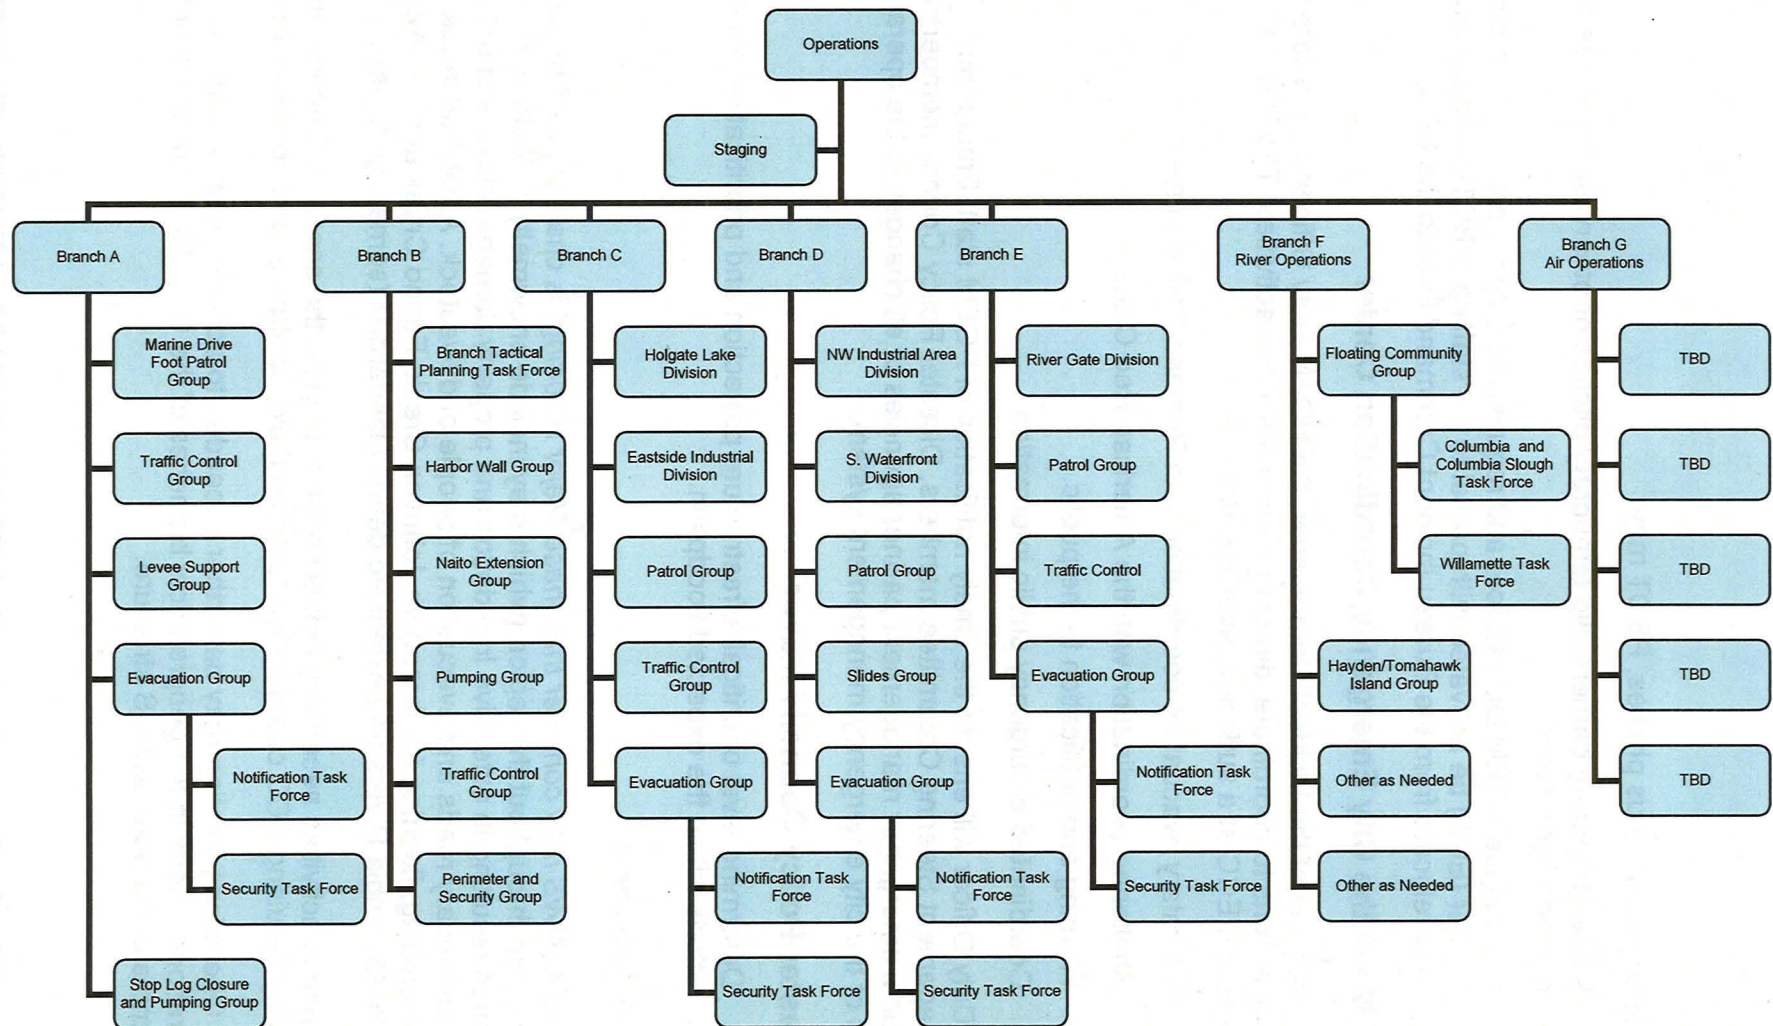 Operations
Staging
Branch A
Marine Drive
Foot Patrol
Group
Traffic Control
Group
Levee Support
Group
Evacuation Group
Notification Task
Force
Security Task Force
Stop Log Closure
and Pumping Group
Branch B
Branch Tactical
Planning Task Force
Harbor Wall Group
Naito Extension
Group
Pumping Group
Traffic Control
Group
Perimeter and
Security Group
Branch C
Holgate Lake
Division
Eastside Industrial
Division
Patrol Group
Traffic Control
Group
Evacuation Group
Notification Task
Force
Security Task Force
Branch D
NW Industrial Area
Division
S. Waterfront
Division
Patrol Group
Slides Group
Evacuation Group
Notification Task
Force
Security Task Force
Branch E
River Gate Division
Patrol Group
Traffic Control
Evacuation Group
Notification Task
Force
Security Task Force
Branch F
River Operations
Floating Community
Group
Columbia and
Columbia Slough
Task Force
Willamette Task
Force
Hayden/Tomahawk
Island Group
Other as Needed
Other as Needed
Branch G
Air Operations
TBD
TBD
TBD
TBD
TBD